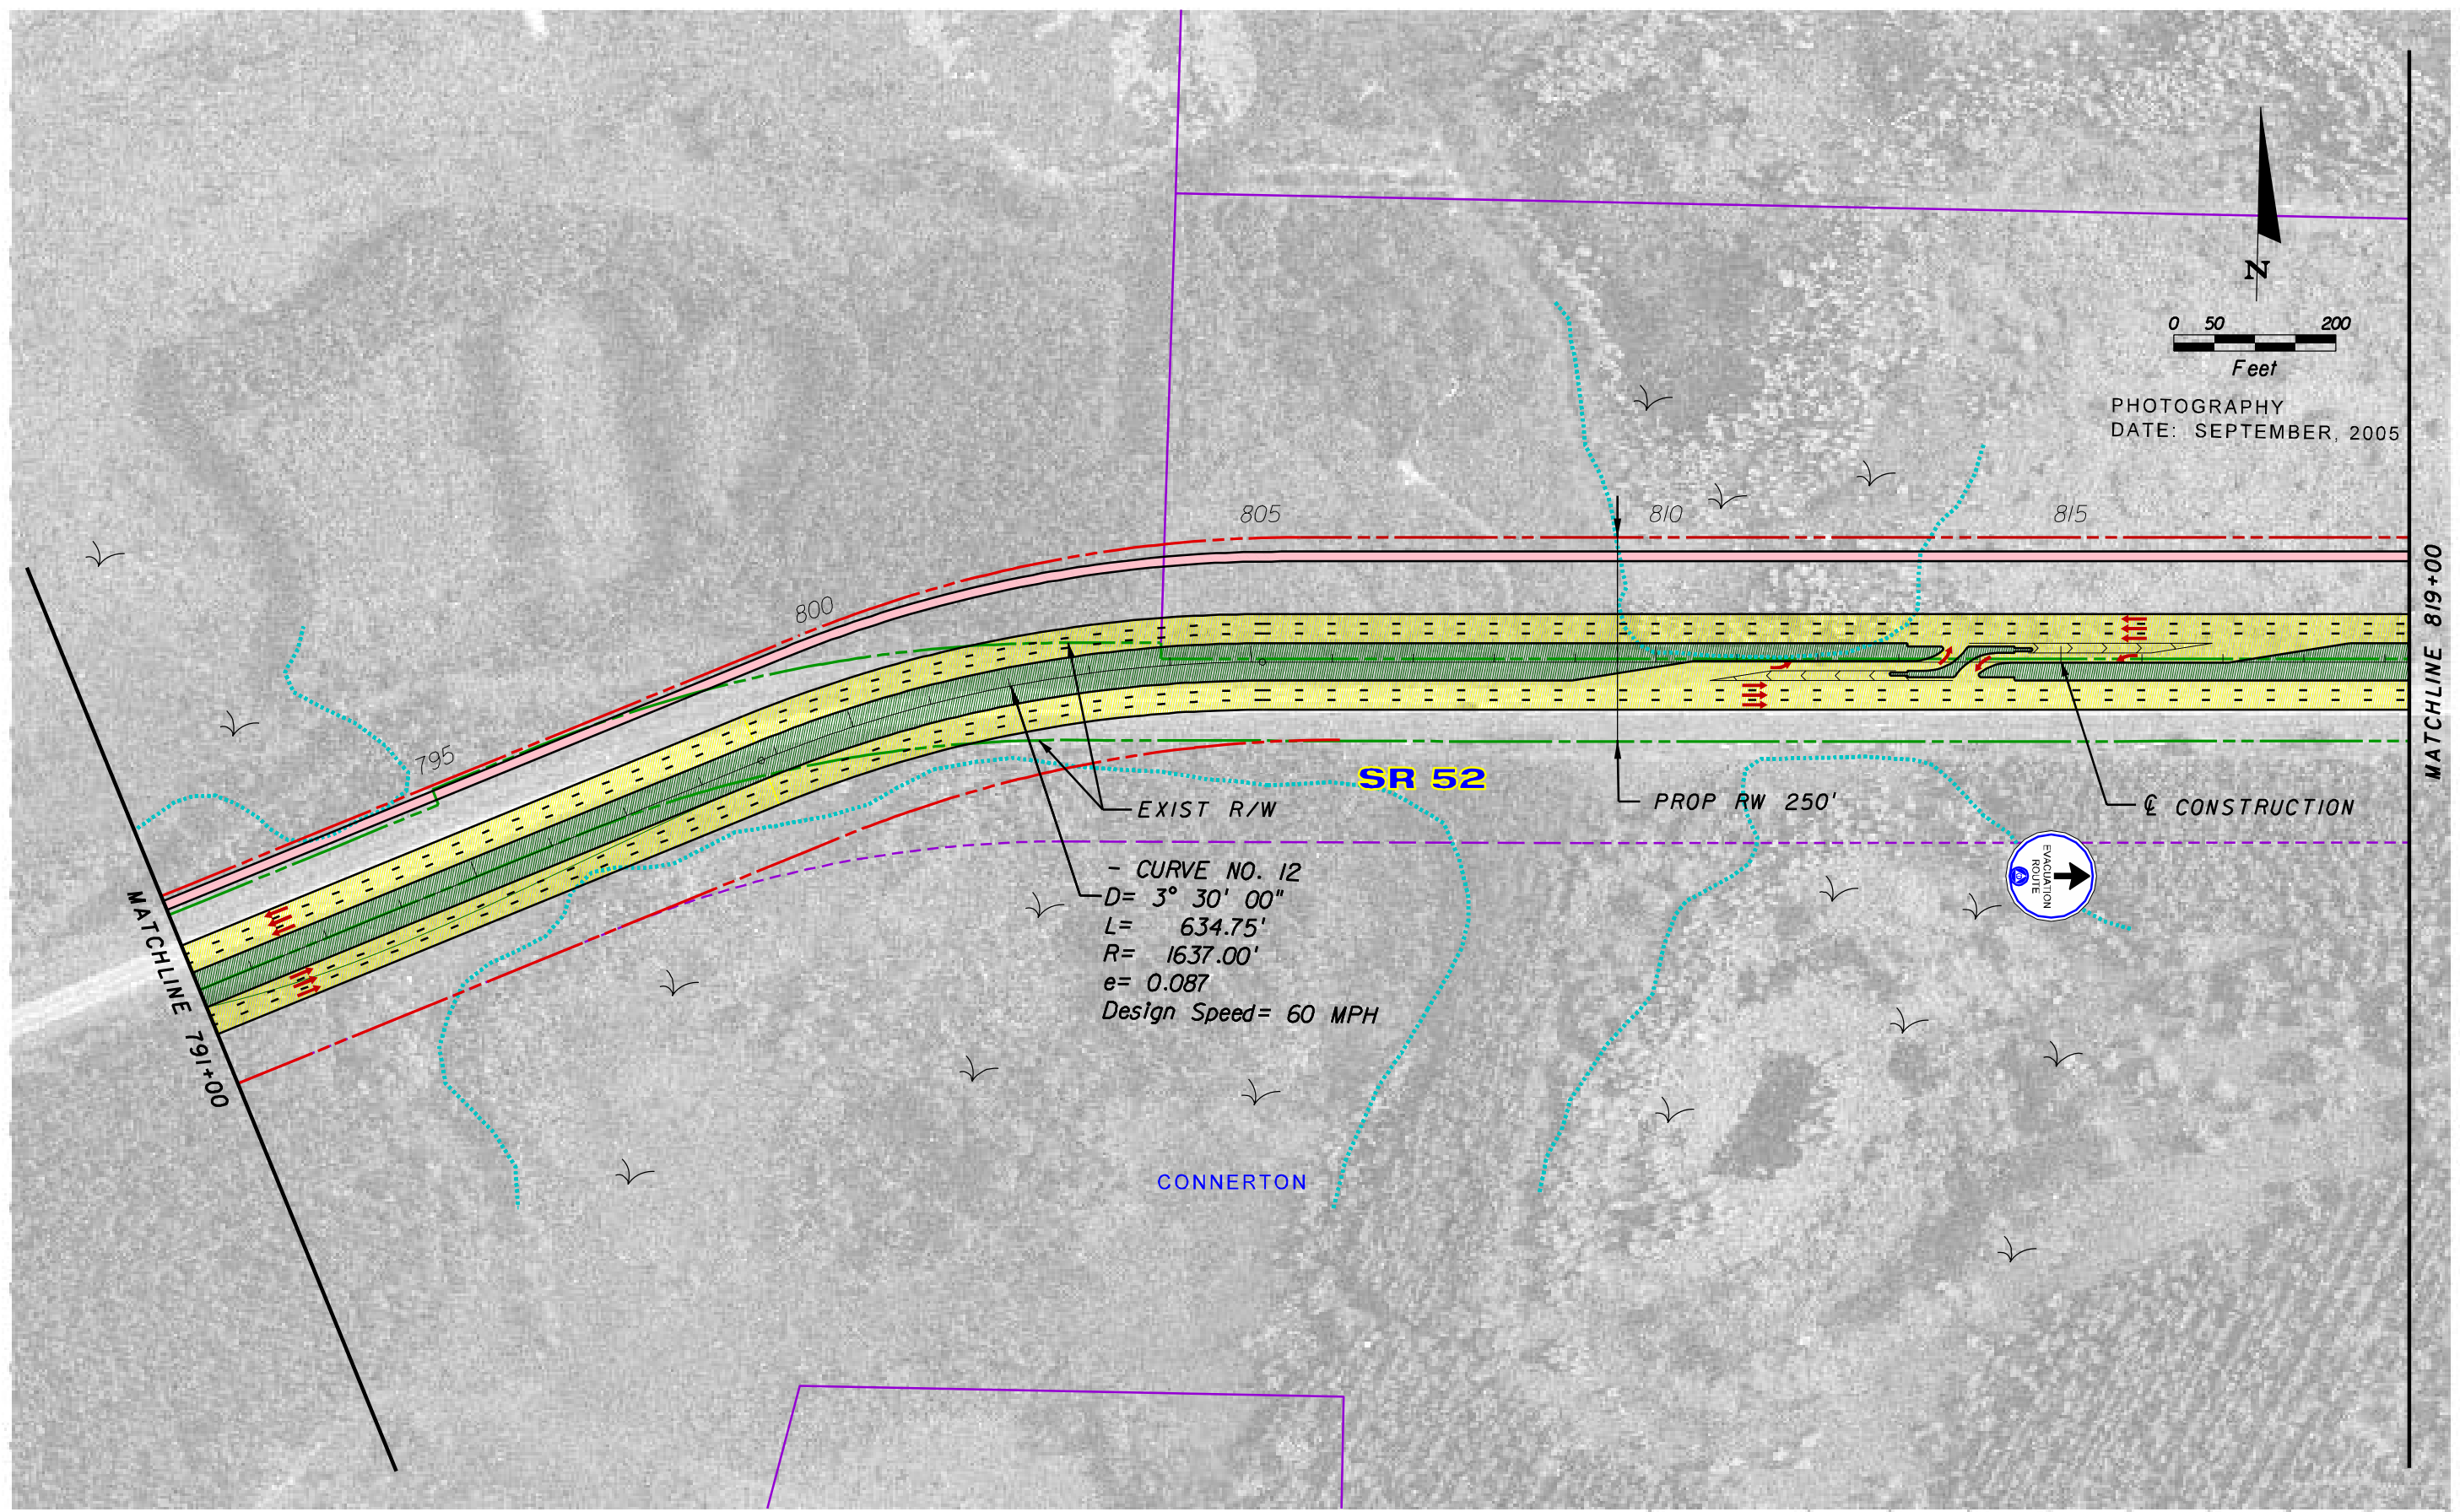 N
0 50 200
Feet
PHOTOGRAPHY
DATE: SEPTEMBER, 2005
805
810
815
800
795
MATCHLINE 819+00
SR 52
EXIST R/W
PROP RW 250'
℄ CONSTRUCTION
EVACUATION
ROUTE
- CURVE NO. 12
D= 3° 30' 00"
L= 634.75'
R= 1637.00'
e= 0.087
Design Speed= 60 MPH
MATCHLINE 791+00
CONNERTON